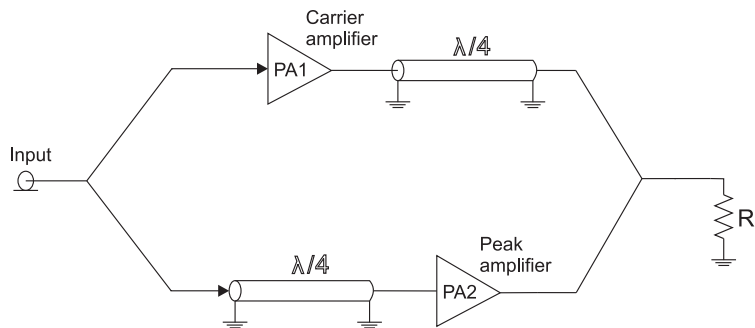 Carrier
amplifier
λ/4
PA1
Input
λ/4
Peak
amplifier
PA2
R